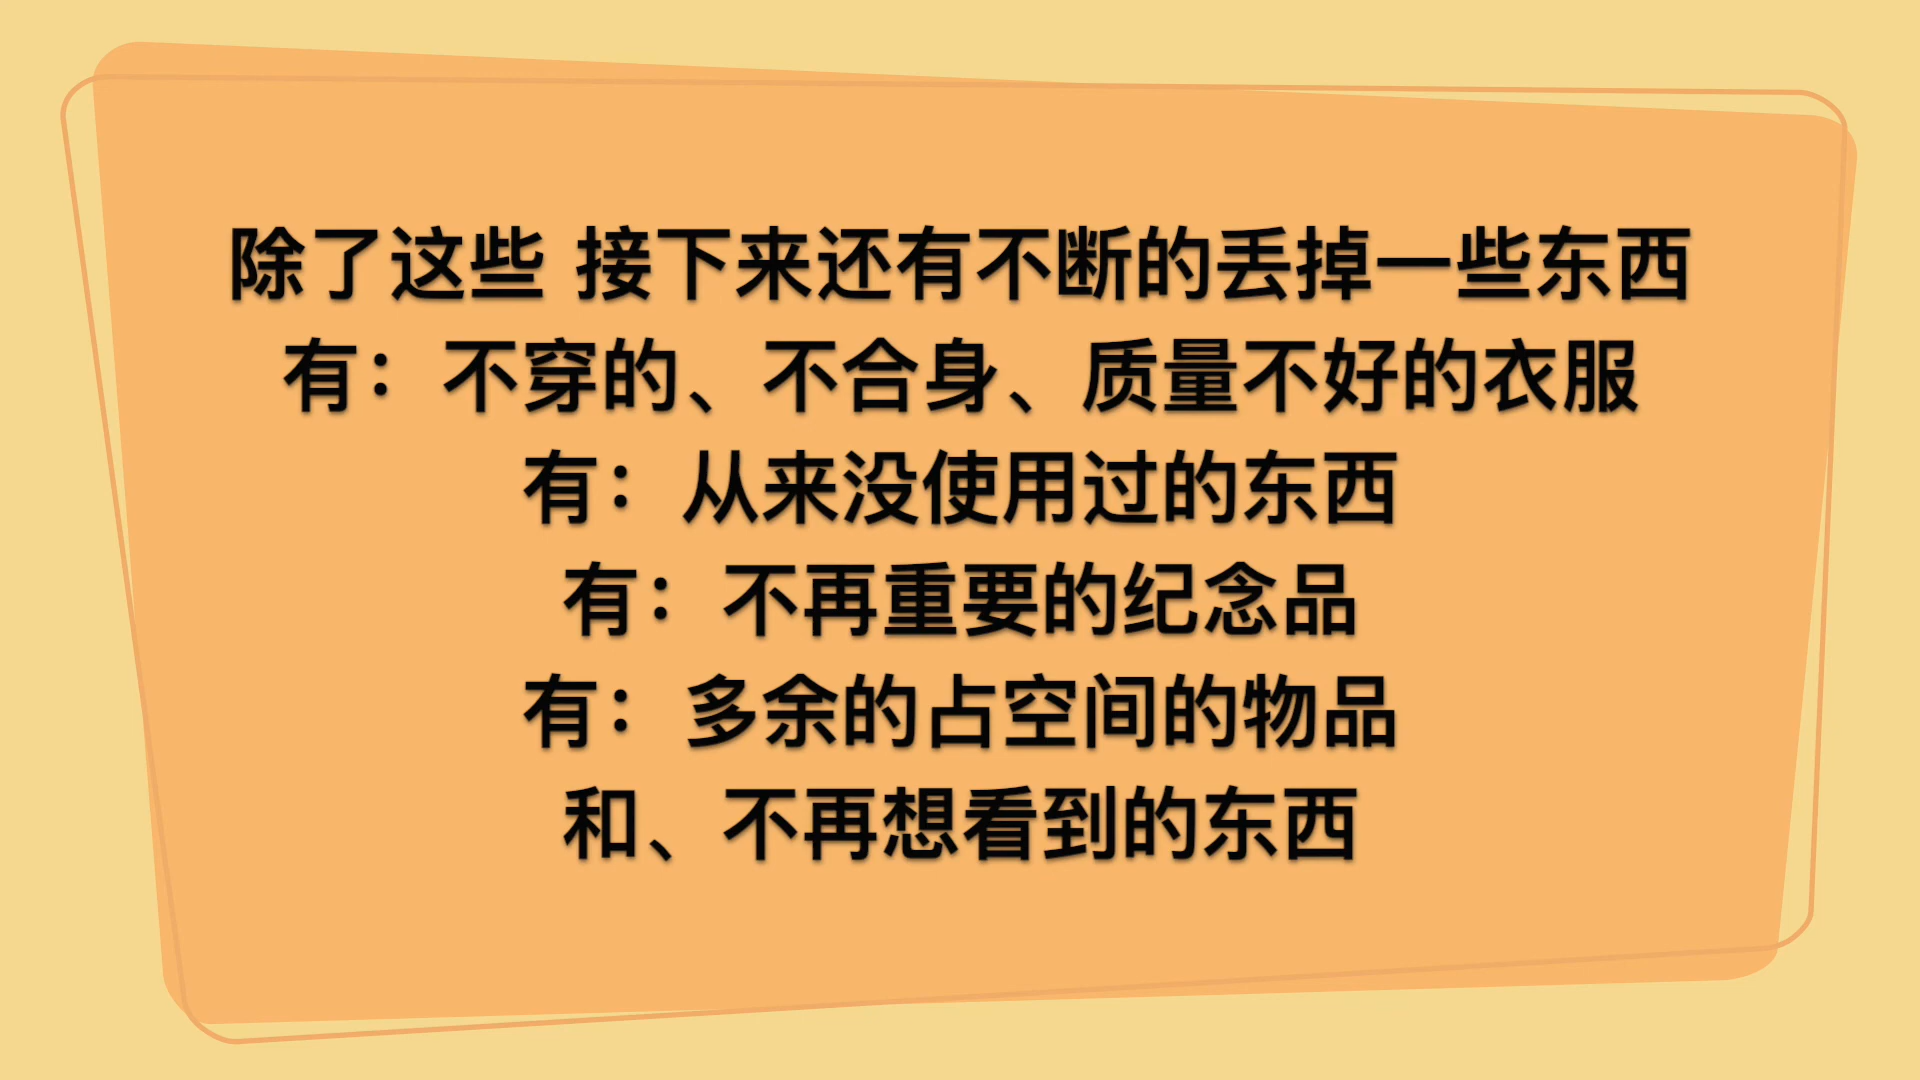 除了这些 接下来还有不断的丢掉一些东西
有：不穿的、不合身、质量不好的衣服
有：从来没使用过的东西
有：不再重要的纪念品
有：多余的占空间的物品
和、不再想看到的东西